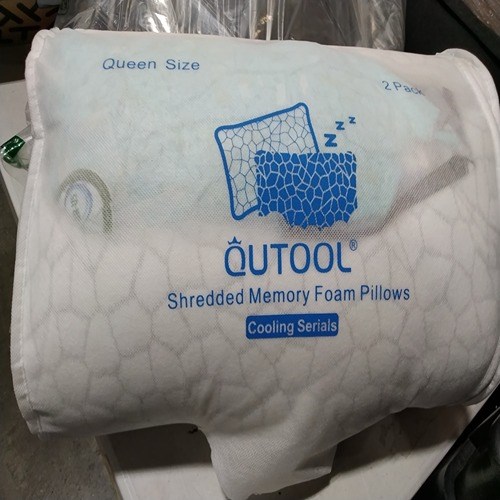 Queen Size
2 Pack
z z z
QUTOOL®
Shredded Memory Foam Pillows
Cooling Serials